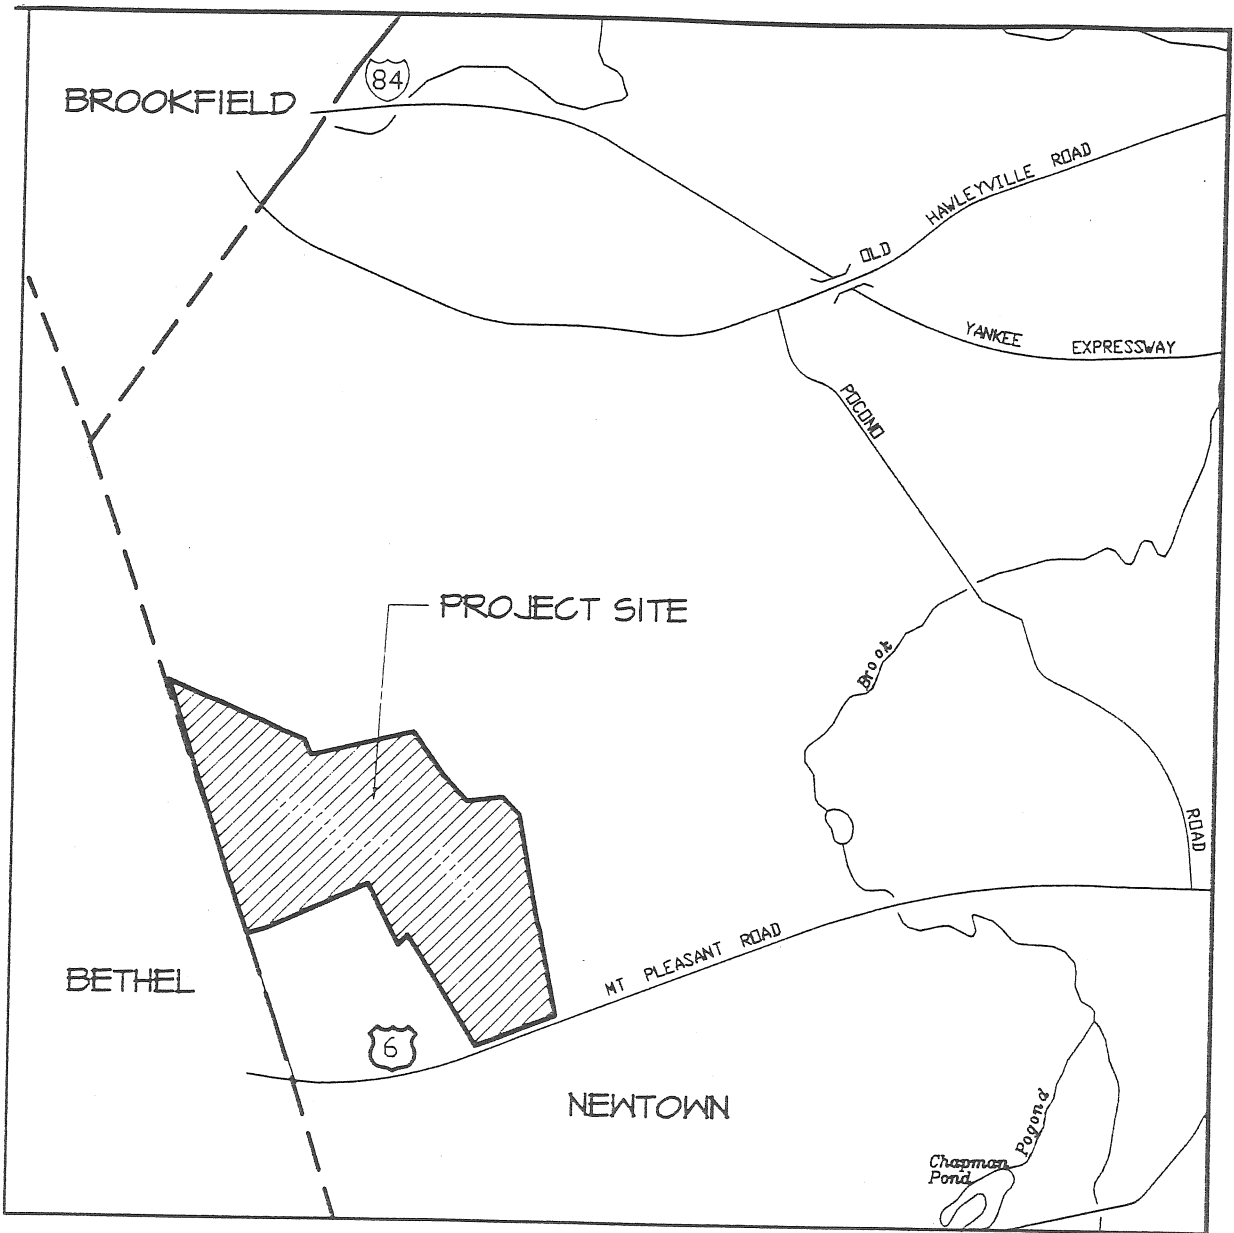 84
BROOKFIELD
HAWLEYVILLE ROAD
OLD
YANKEE EXPRESSWAY
POCONO
PROJECT SITE
Brook
ROAD
MT PLEASANT ROAD
BETHEL
6
NEWTOWN
Pogond
Chapman
Pond